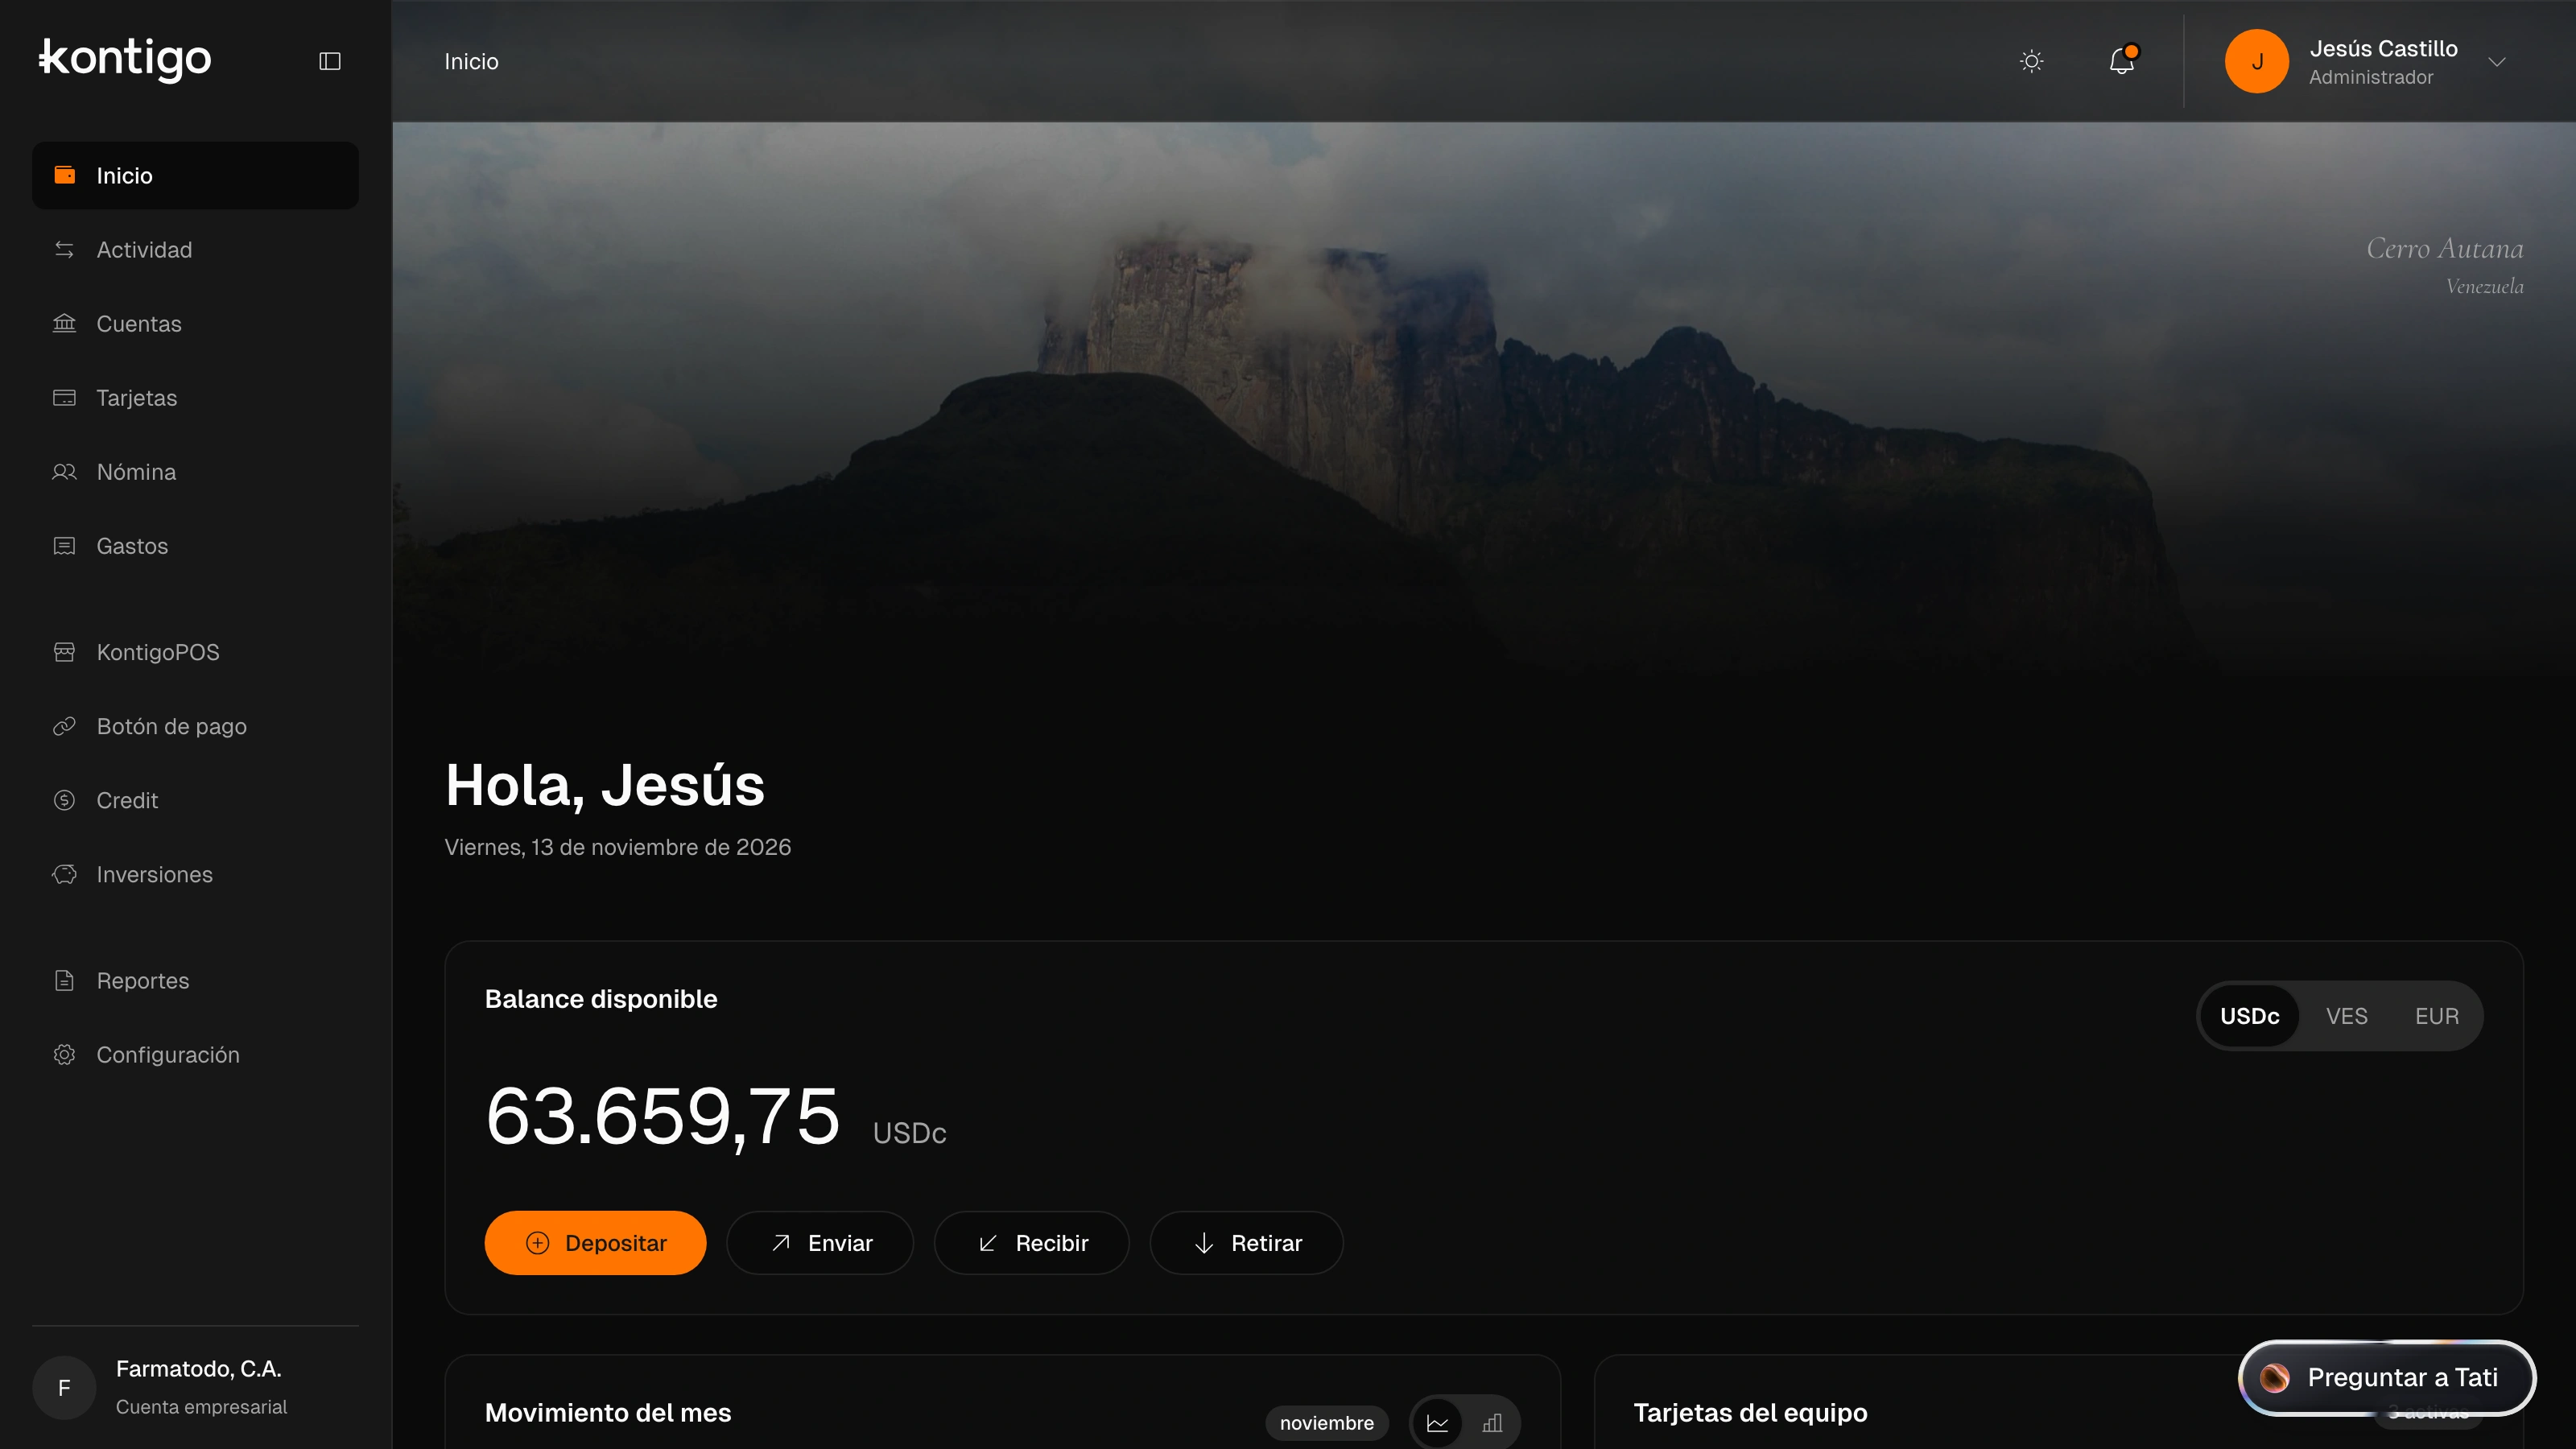 kontigo
Inicio
Actividad
Cuentas
Tarjetas
Nómina
Gastos
KontigoPOS
Botón de pago
Credit
Inversiones
Reportes
Configuración
F
Farmatodo, C.A.
Cuenta empresarial
Inicio
J
Jesús Castillo
Administrador
Cerro Autana
Venezuela
Hola, Jesús
Viernes, 13 de noviembre de 2026
Balance disponible
USDc VES EUR
63.659,75 USDc
Depositar Enviar Recibir Retirar
Movimiento del mes
noviembre
Tarjetas del equipo
3 activas
Preguntar a Tati